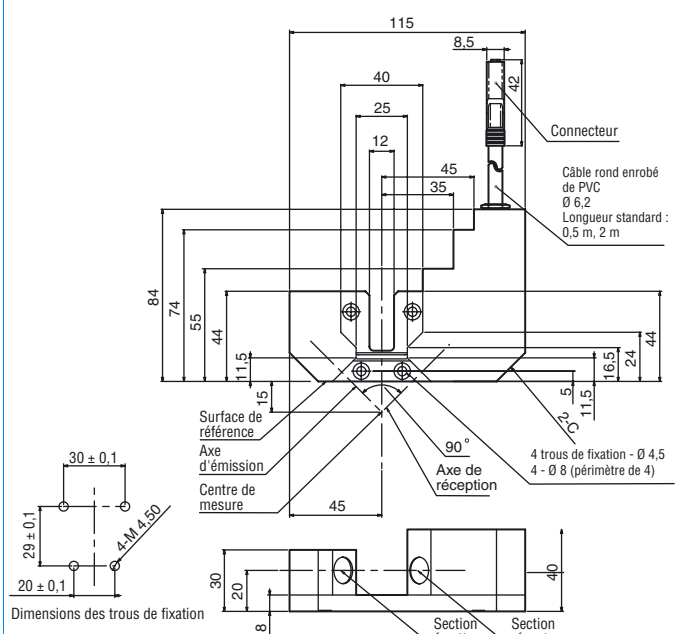 115
8,5
42
40
25
12
45
35
Connecteur
Câble rond enrobé
de PVC
Ø 6,2
Longueur standard :
0,5 m, 2 m
84
74
55
44
11,5
15
44
24
16,5
5
11,5
2-C
Surface de
référence
Axe
d'émission
Centre de
mesure
90°
Axe de
réception
4 trous de fixation - Ø 4,5
4 - Ø 8 (périmètre de 4)
45
30 ± 0,1
29 ± 0,1
4-M 4,50
20 ± 0,1
Dimensions des trous de fixation
30
20
8
40
Section
Section